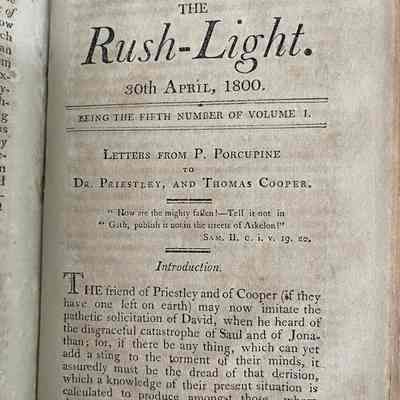 THE
Rush-Light.
30th April, 1800.
BEING THE FIFTH NUMBER OF VOLUME I.
Letters from P. Porcupine
TO
Dr. Priestley, and Thomas Cooper.
“ How are the mighty fallen!—Tell it not in
“ Gath, publish it not in the streets of Askelon!”
Sam. II. c. i. v. 19. 20.
Introduction.
THE friend of Priestley and of Cooper (if they
have one left on earth) may now imitate the
pathetic solicitation of David, when he heard of
the disgraceful catastrophe of Saul and of Jona-
than; for, if there be any thing, which can yet
add a sting to the torment of their minds, it
assuredly must be the dread of that derision,
which a knowledge of their present situation is
calculated to produce amongst those,